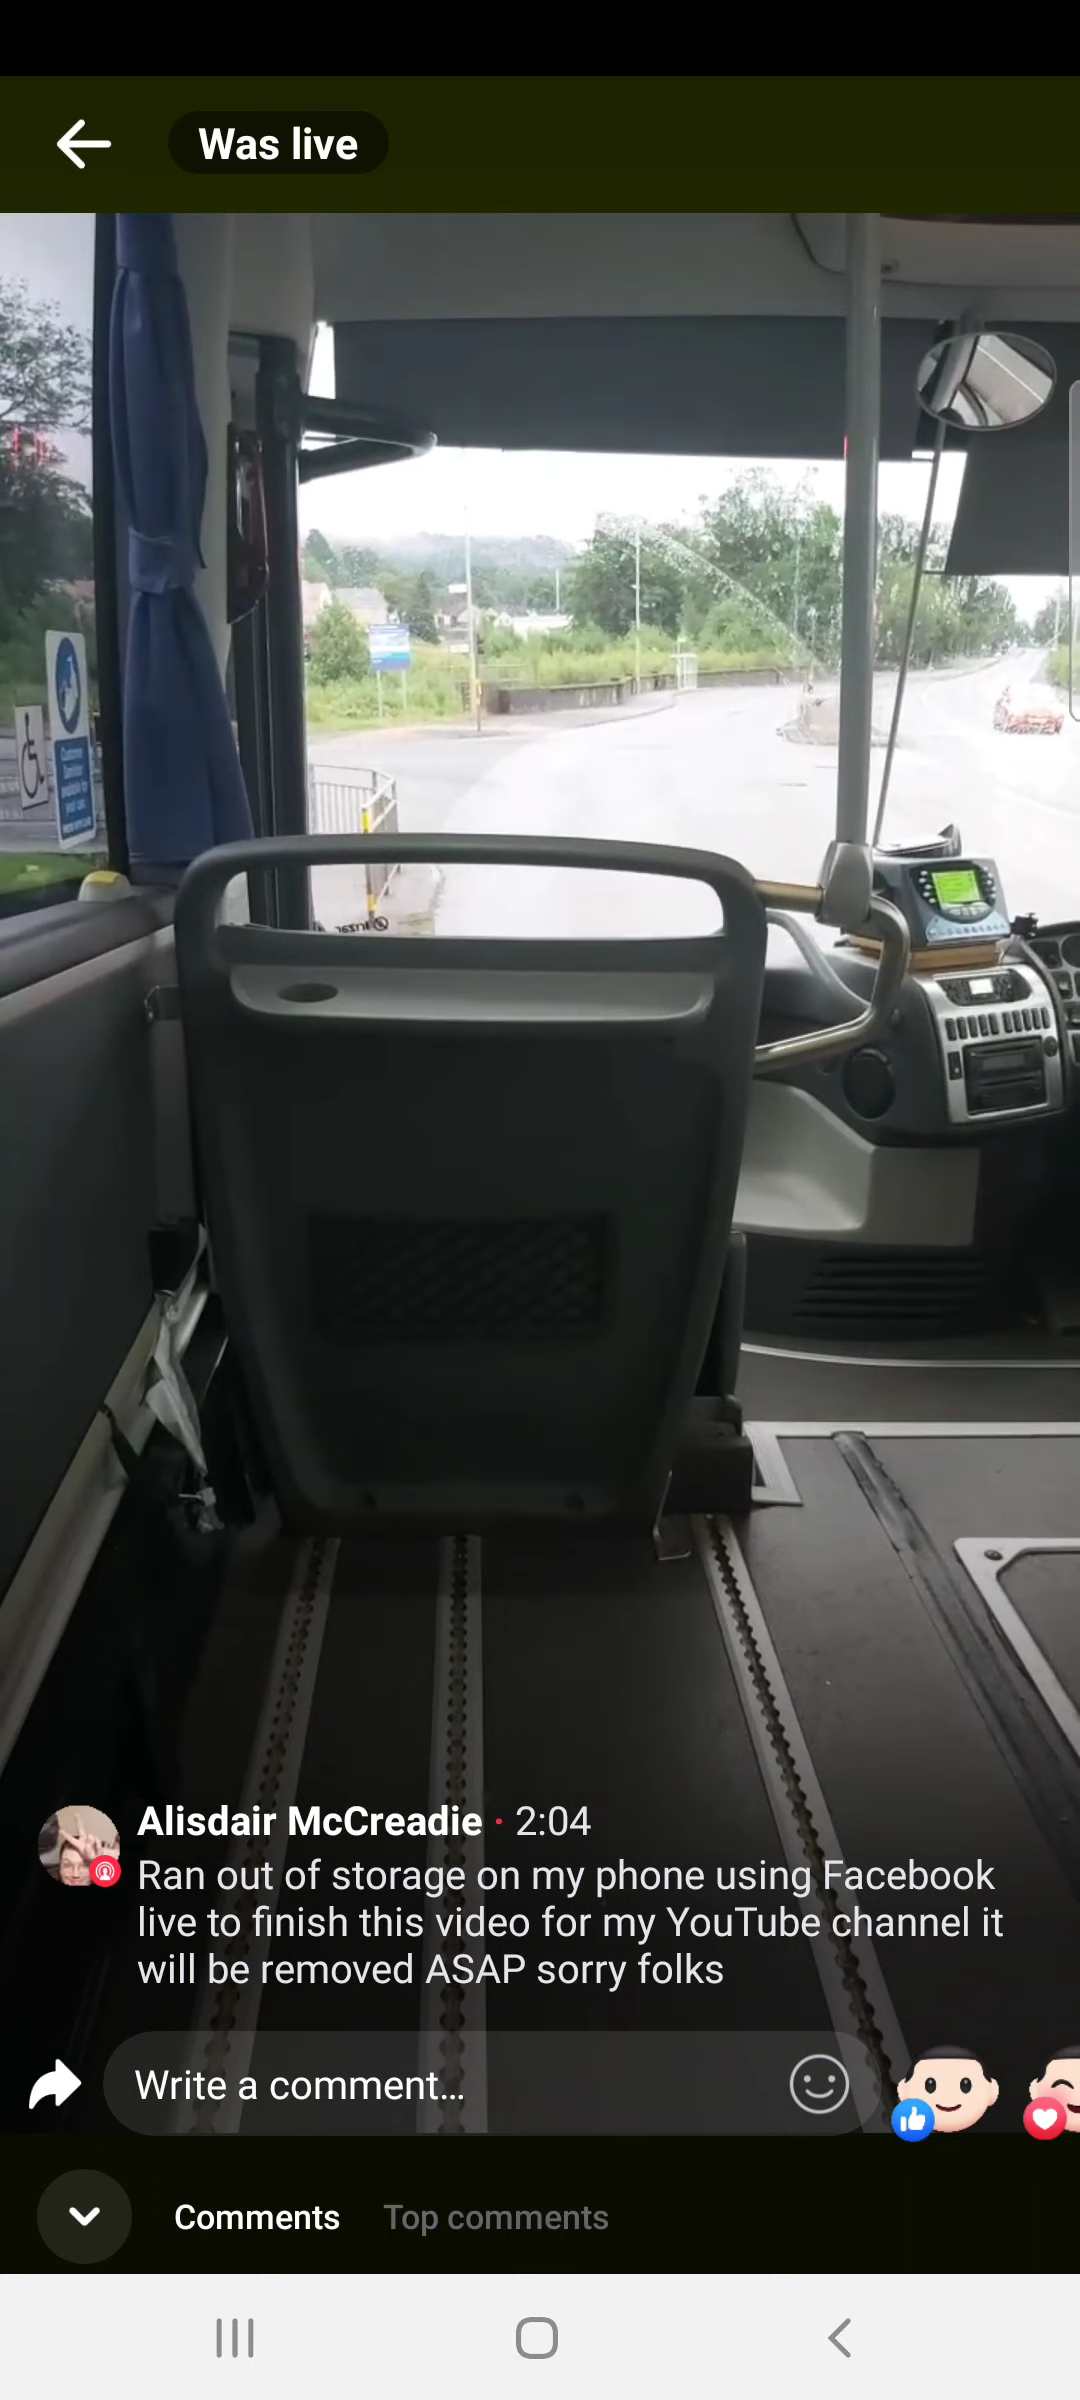 Was live
Alisdair McCreadie · 2:04
Ran out of storage on my phone using Facebook
live to finish this video for my YouTube channel it
will be removed ASAP sorry folks
Write a comment...
Comments
Top comments